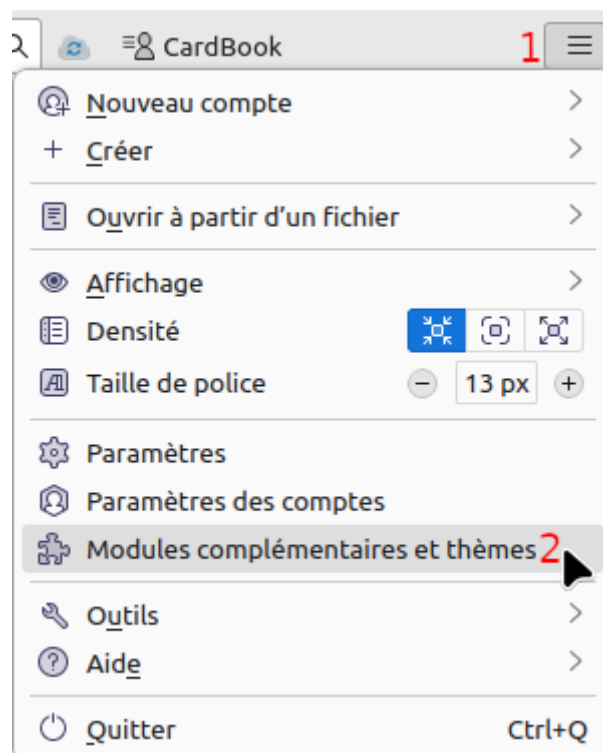 CardBook 1
Nouveau compte
Créer
Ouvrir à partir d'un fichier
Affichage
Densité
Taille de police 13 px
Paramètres
Paramètres des comptes
Modules complémentaires et thèmes 2
Outils
Aide
Quitter Ctrl+Q